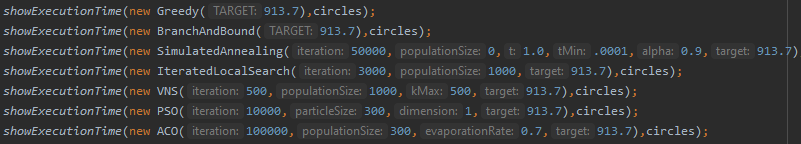 showExecutionTime(new Greedy( TARGET: 913.7),circles);
showExecutionTime(new BranchAndBound( TARGET: 913.7),circles);
showExecutionTime(new SimulatedAnnealing( iteration: 50000, populationSize: 0, t: 1.0, tMin: .0001, alpha: 0.9, target: 913.7)
showExecutionTime(new IteratedLocalSearch( iteration: 3000, populationSize: 1000, target: 913.7),circles);
showExecutionTime(new VNS( iteration: 500, populationSize: 1000, kMax: 500, target: 913.7),circles);
showExecutionTime(new PSO( iteration: 10000, particleSize: 300, dimension: 1, target: 913.7),circles);
showExecutionTime(new ACO( iteration: 100000, populationSize: 300, evaporationRate: 0.7, target: 913.7),circles);